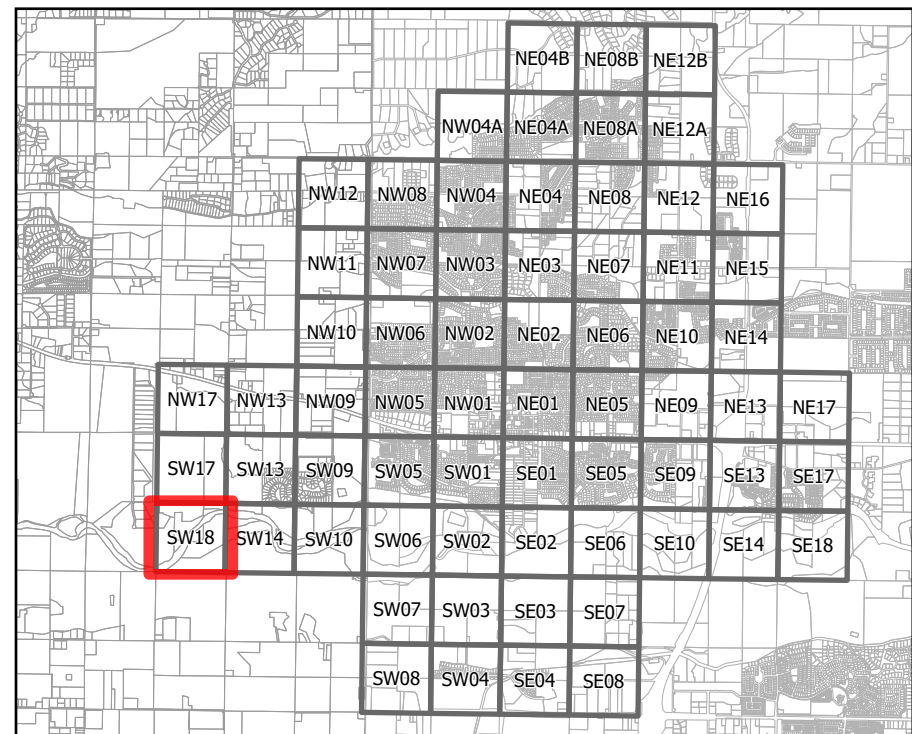 NE04B NE08B NE12B
NW04A NE04A NE08A NE12A
NW12 NW08 NW04 NE04 NE08 NE12 NE16
NW11 NW07 NW03 NE03 NE07 NE11 NE15
NW10 NW06 NW02 NE02 NE06 NE10 NE14
NW17 NW13 NW09 NW05 NW01 NE01 NE05 NE09 NE13 NE17
SW17 SW13 SW09 SW05 SW01 SE01 SE05 SE09 SE13 SE17
SW18 SW14 SW10 SW06 SW02 SE02 SE06 SE10 SE14 SE18
SW07 SW03 SE03 SE07
SW08 SW04 SE04 SE08